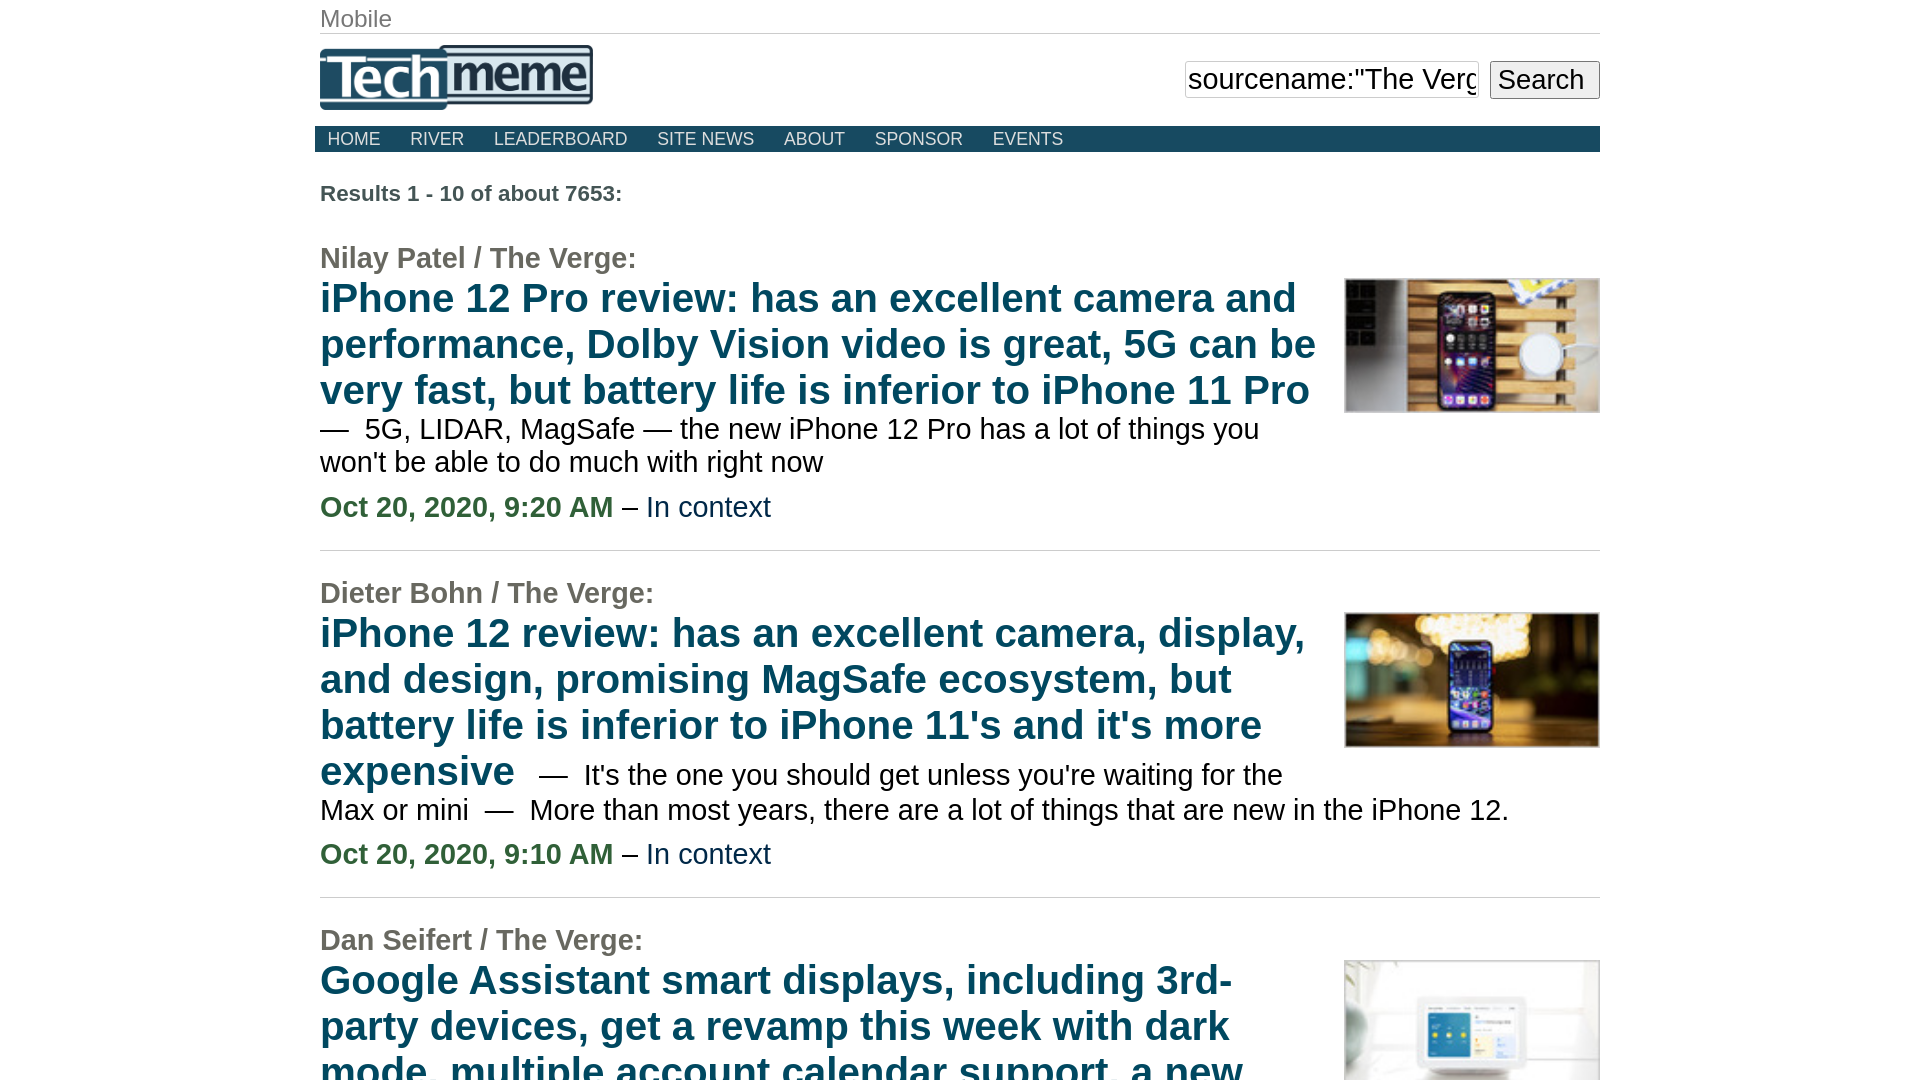 Mobile
Techmeme
sourcename:"The Verg
Search
HOME RIVER LEADERBOARD SITE NEWS ABOUT SPONSOR EVENTS
Results 1 - 10 of about 7653:
Nilay Patel / The Verge:
iPhone 12 Pro review: has an excellent camera and
performance, Dolby Vision video is great, 5G can be
very fast, but battery life is inferior to iPhone 11 Pro
— 5G, LIDAR, MagSafe — the new iPhone 12 Pro has a lot of things you
won't be able to do much with right now
Oct 20, 2020, 9:20 AM – In context
Dieter Bohn / The Verge:
iPhone 12 review: has an excellent camera, display,
and design, promising MagSafe ecosystem, but
battery life is inferior to iPhone 11's and it's more
expensive — It's the one you should get unless you're waiting for the
Max or mini — More than most years, there are a lot of things that are new in the iPhone 12.
Oct 20, 2020, 9:10 AM – In context
Dan Seifert / The Verge:
Google Assistant smart displays, including 3rd-
party devices, get a revamp this week with dark
mode, multiple account calendar support, a new